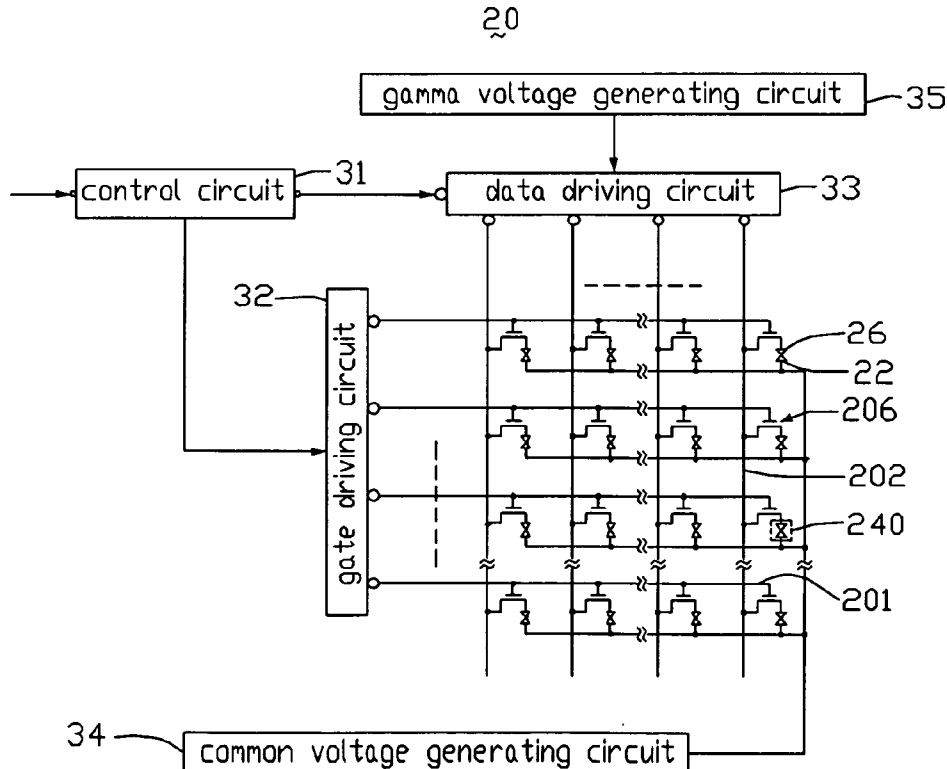 20
gamma voltage generating circuit
35
control circuit
31
data driving circuit
33
32
gate driving circuit
26
22
206
202
240
201
34
common voltage generating circuit